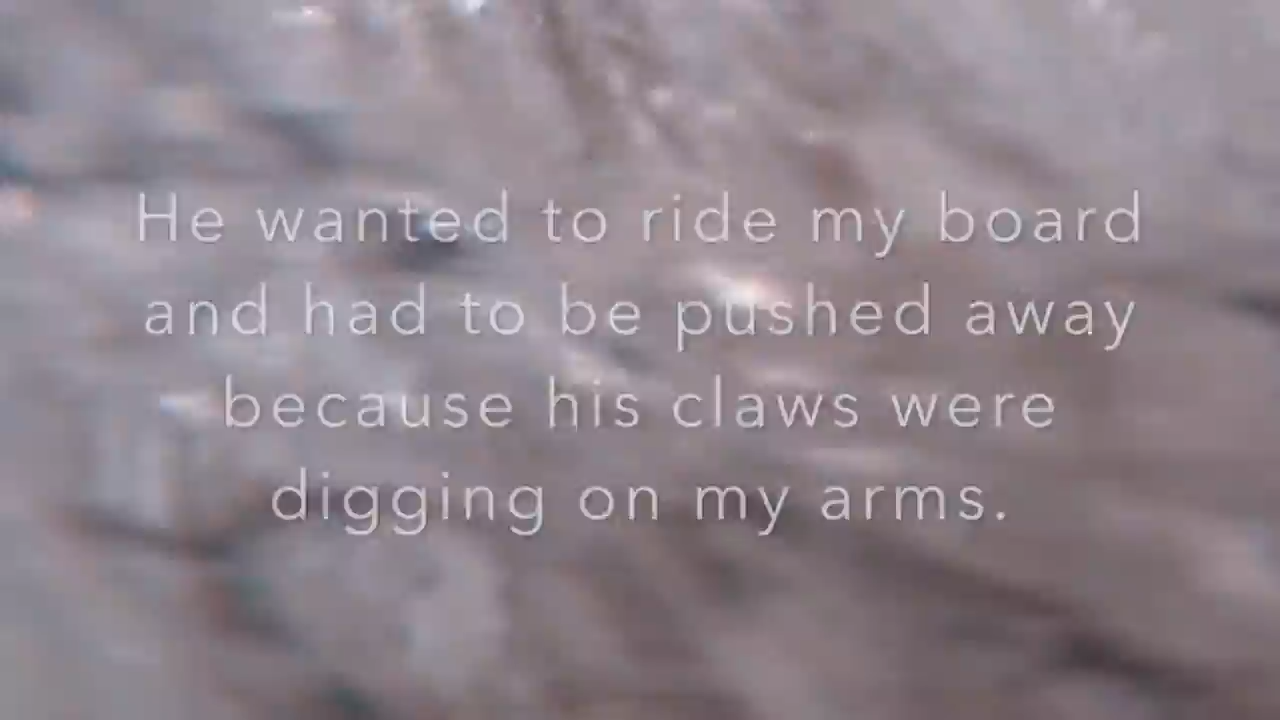 He wanted to ride my board
and had to be pushed away
because his claws were
digging on my arms.